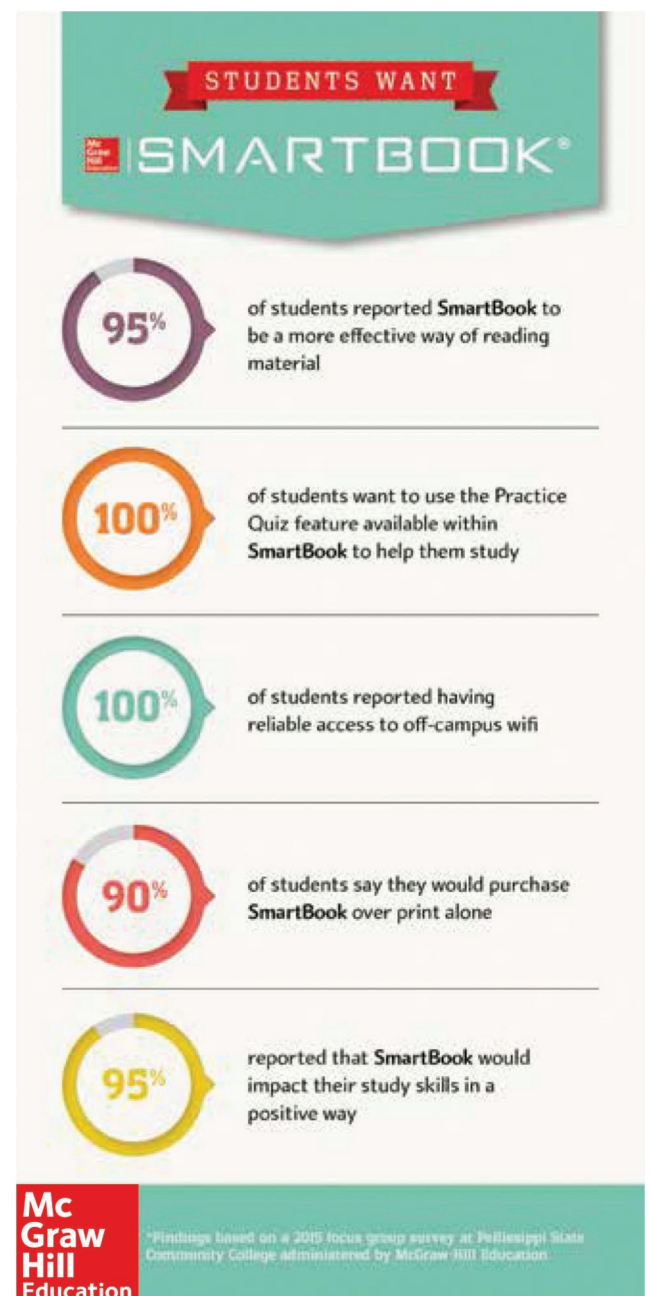 STUDENTS WANT
Mc
Graw
Hill
Education
SMARTBOOK®
95%
of students reported SmartBook to
be a more effective way of reading
material
100%
of students want to use the Practice
Quiz feature available within
SmartBook to help them study
100%
of students reported having
reliable access to off-campus wifi
90%
of students say they would purchase
SmartBook over print alone
95%
reported that SmartBook would
impact their study skills in a
positive way
Mc
Graw
Hill
Education
*Findings based on a 2015 focus group survey at Pellissippi State
Community College administered by McGraw-Hill Education